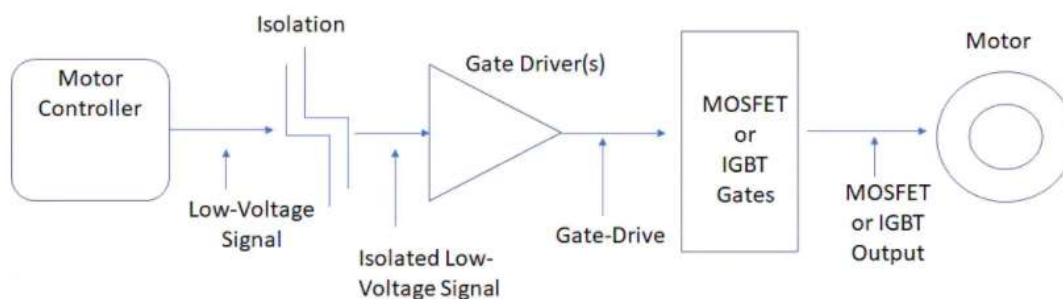 Isolation
Motor
Controller
Gate Driver(s)
Motor
MOSFET
or
IGBT
Gates
Low-Voltage
Signal
Isolated Low-
Voltage Signal
Gate-Drive
MOSFET
or IGBT
Output